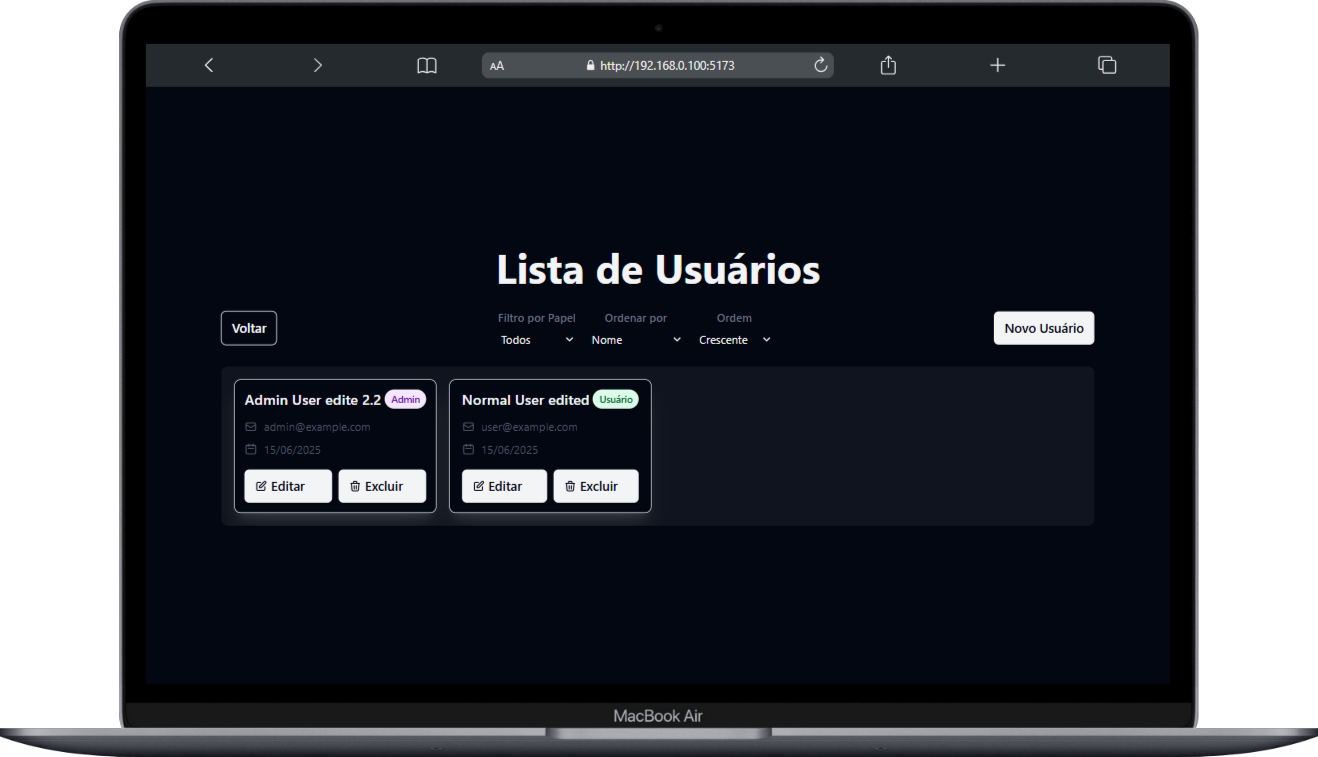 AA
http://192.168.0.100:5173
Lista de Usuários
Voltar
Filtro por Papel
Ordenar por
Ordem
Todos
Nome
Crescente
Novo Usuário
Admin User edite 2.2
Admin
admin@example.com
15/06/2025
Editar
Excluir
Normal User edited
Usuário
user@example.com
15/06/2025
Editar
Excluir
MacBook Air